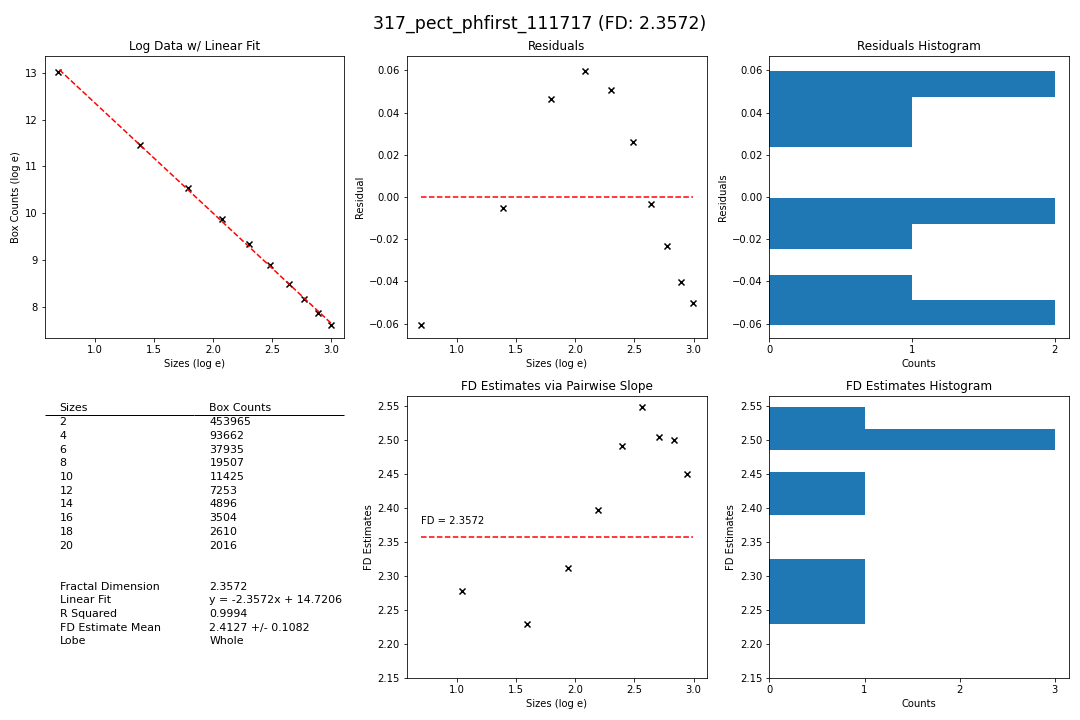 317_pect_phfirst_111717 (FD: 2.3572)
Log Data w/ Linear Fit
13
12
11
10
9
8
Box Counts (log e)
1.0 1.5 2.0 2.5 3.0
Sizes (log e)
Residuals
0.06
0.04
0.02
0.00
−0.02
−0.04
−0.06
Residual
1.0 1.5 2.0 2.5 3.0
Sizes (log e)
Residuals Histogram
0.06
0.04
0.02
0.00
−0.02
−0.04
−0.06
Residuals
0 1 2
Counts
Sizes Box Counts
2 453965
4 93662
6 37935
8 19507
10 11425
12 7253
14 4896
16 3504
18 2610
20 2016
Fractal Dimension 2.3572
Linear Fit y = -2.3572x + 14.7206
R Squared 0.9994
FD Estimate Mean 2.4127 +/- 0.1082
Lobe Whole
FD Estimates via Pairwise Slope
2.55
2.50
2.45
2.40
2.35
2.30
2.25
2.20
2.15
FD Estimates
FD = 2.3572
1.0 1.5 2.0 2.5 3.0
Sizes (log e)
FD Estimates Histogram
2.55
2.50
2.45
2.40
2.35
2.30
2.25
2.20
2.15
FD Estimates
0 1 2 3
Counts